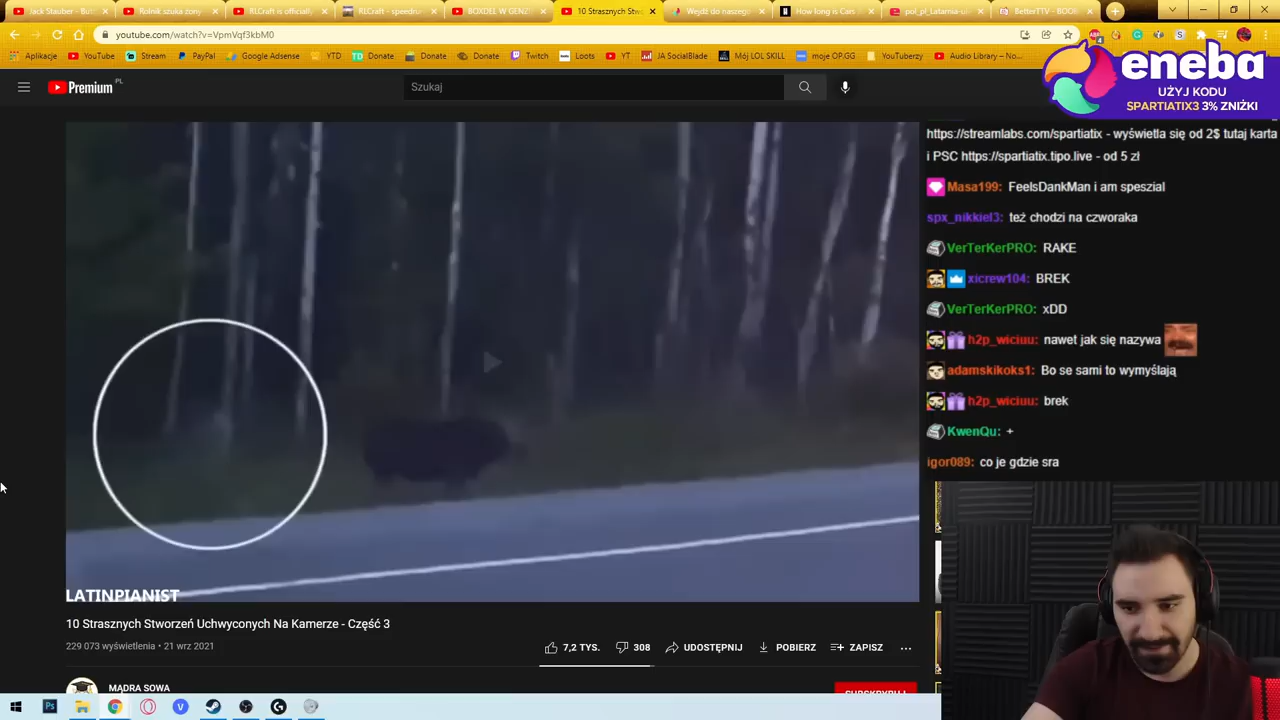 Jack Stauber - But
Rolnik szuka żony
RLCraft is official
RLCraft - speedru
BOXDEL W GENZI
10 Strasznych Stwo
Wejdź do naszego
How long is Cars
pol_pl_Latarnia-u
BetterTTV - BOO
youtube.com/watch?v=VpmVqf3kbM0
Aplikacje
YouTube
Stream
PayPal
Google Adsense
YTD
Donate
Donate
Donate
Twitch
Loots
YT
JA SocialBlade
Mój LOL SKILL
moje OP.GG
YouTuberzy
Audio Library – No...
eneba
UŻYJ KODU
SPARTIATIX3 3% ZNIŻKI
Premium PL
Szukaj
https://streamlabs.com/spartiatix - wyświetla się od 2$ tutaj karta
i PSC https://spartiatix.tipo.live - od 5 zł
Masa199: FeelsDankMan i am speszial
spx_nikkiel3: też chodzi na czworaka
VerTerKerPRO: RAKE
xicrew104: BREK
VerTerKerPRO: xDD
h2p_wiciuu: nawet jak się nazywa
adamskikoks1: Bo se sami to wymyślają
h2p_wiciuu: brek
KwenQu: +
igor089: co je gdzie sra
LATINPIANIST
10 Strasznych Stworzeń Uchwyconych Na Kamerze - Część 3
229 073 wyświetlenia • 21 wrz 2021
7,2 TYS.
308
UDOSTĘPNIJ
POBIERZ
ZAPISZ
MĄDRA SOWA
SUBSKRYBUJ